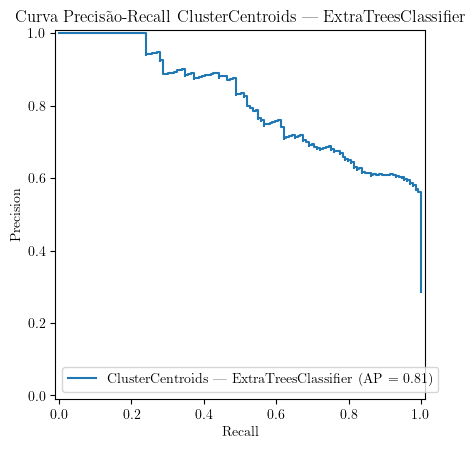 Curva Precisão-Recall ClusterCentroids — ExtraTreesClassifier
1.0
0.8
0.6
0.4
0.2
0.0
Precision
ClusterCentroids — ExtraTreesClassifier (AP = 0.81)
0.0 0.2 0.4 0.6 0.8 1.0
Recall